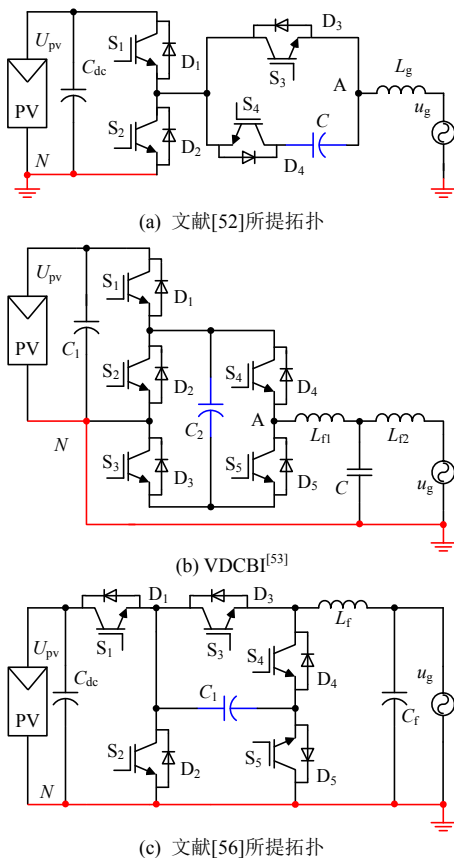 U_pv C_dc S_1 D_1 D_3 L_g
PV S_3 A u_g
S_4 C
N S_2 D_2 D_4
(a) 文献[52]所提拓扑
U_pv S_1 D_1
PV C_1 S_2 D_2 C_2 S_4 D_4
A L_f1 L_f2
N S_3 D_3 S_5 D_5 C u_g
(b) VDCBI^[53]
D_1 D_3
U_pv S_1 S_3 L_f
C_dc S_4 D_4 u_g
PV C_1 C_f
N S_2 D_2 S_5 D_5
(c) 文献[56]所提拓扑